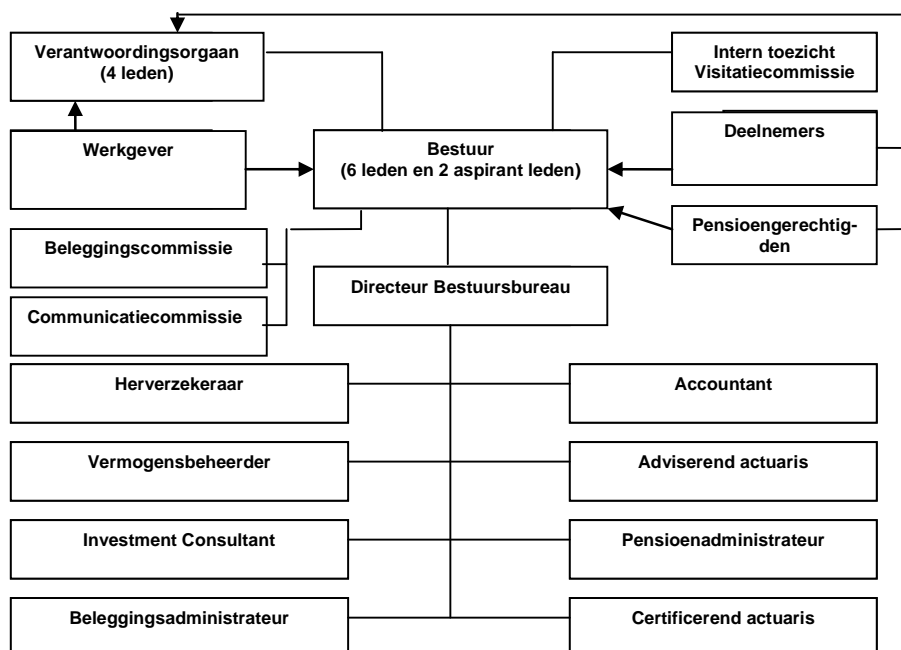 Verantwoordingsorgaan
(4 leden)
Intern toezicht
Visitatiecommissie
Werkgever
Bestuur
(6 leden en 2 aspirant leden)
Deelnemers
Pensioengerechtig-
den
Beleggingscommissie
Directeur Bestuursbureau
Communicatiecommissie
Herverzekeraar
Accountant
Vermogensbeheerder
Adviserend actuaris
Investment Consultant
Pensioenadministrateur
Beleggingsadministrateur
Certificerend actuaris